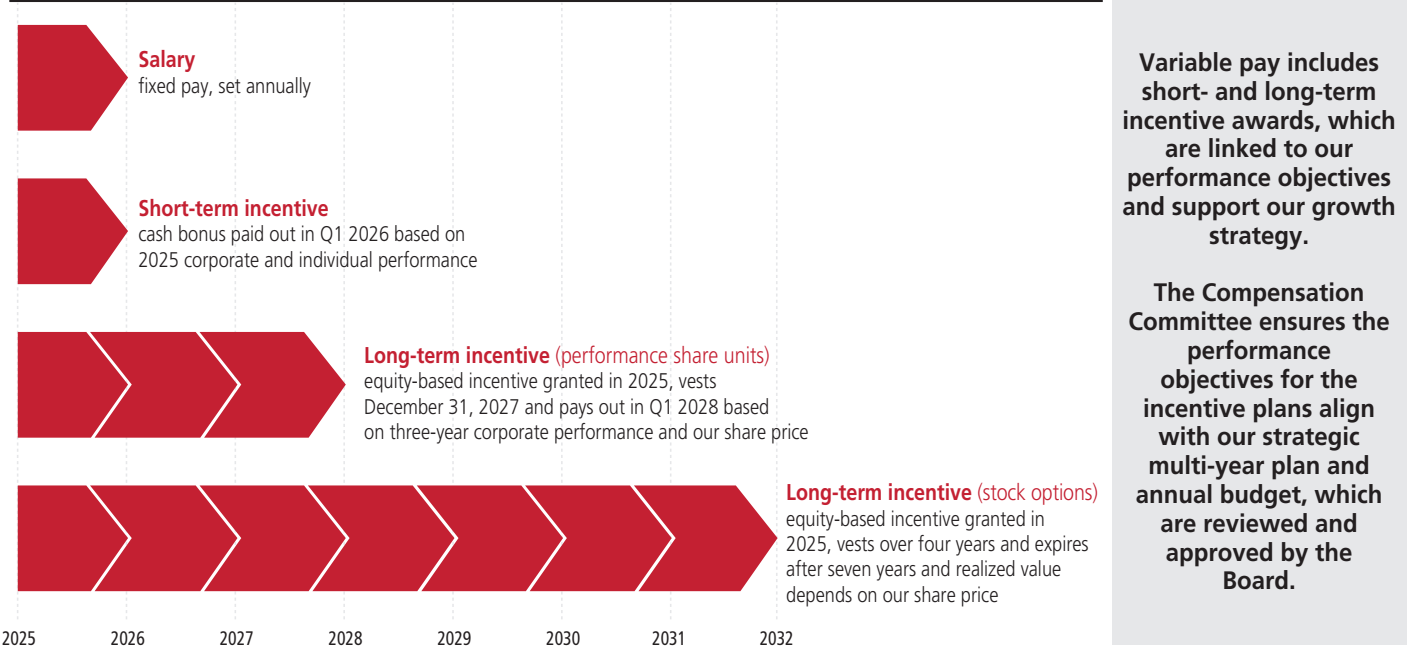 Salary
fixed pay, set annually
Short-term incentive
cash bonus paid out in Q1 2026 based on
2025 corporate and individual performance
Long-term incentive (performance share units)
equity-based incentive granted in 2025, vests
December 31, 2027 and pays out in Q1 2028 based
on three-year corporate performance and our share price
Long-term incentive (stock options)
equity-based incentive granted in
2025, vests over four years and expires
after seven years and realized value
depends on our share price
2025 2026 2027 2028 2029 2030 2031 2032
Variable pay includes
short- and long-term
incentive awards, which
are linked to our
performance objectives
and support our growth
strategy.
The Compensation
Committee ensures the
performance
objectives for the
incentive plans align
with our strategic
multi-year plan and
annual budget, which
are reviewed and
approved by the
Board.